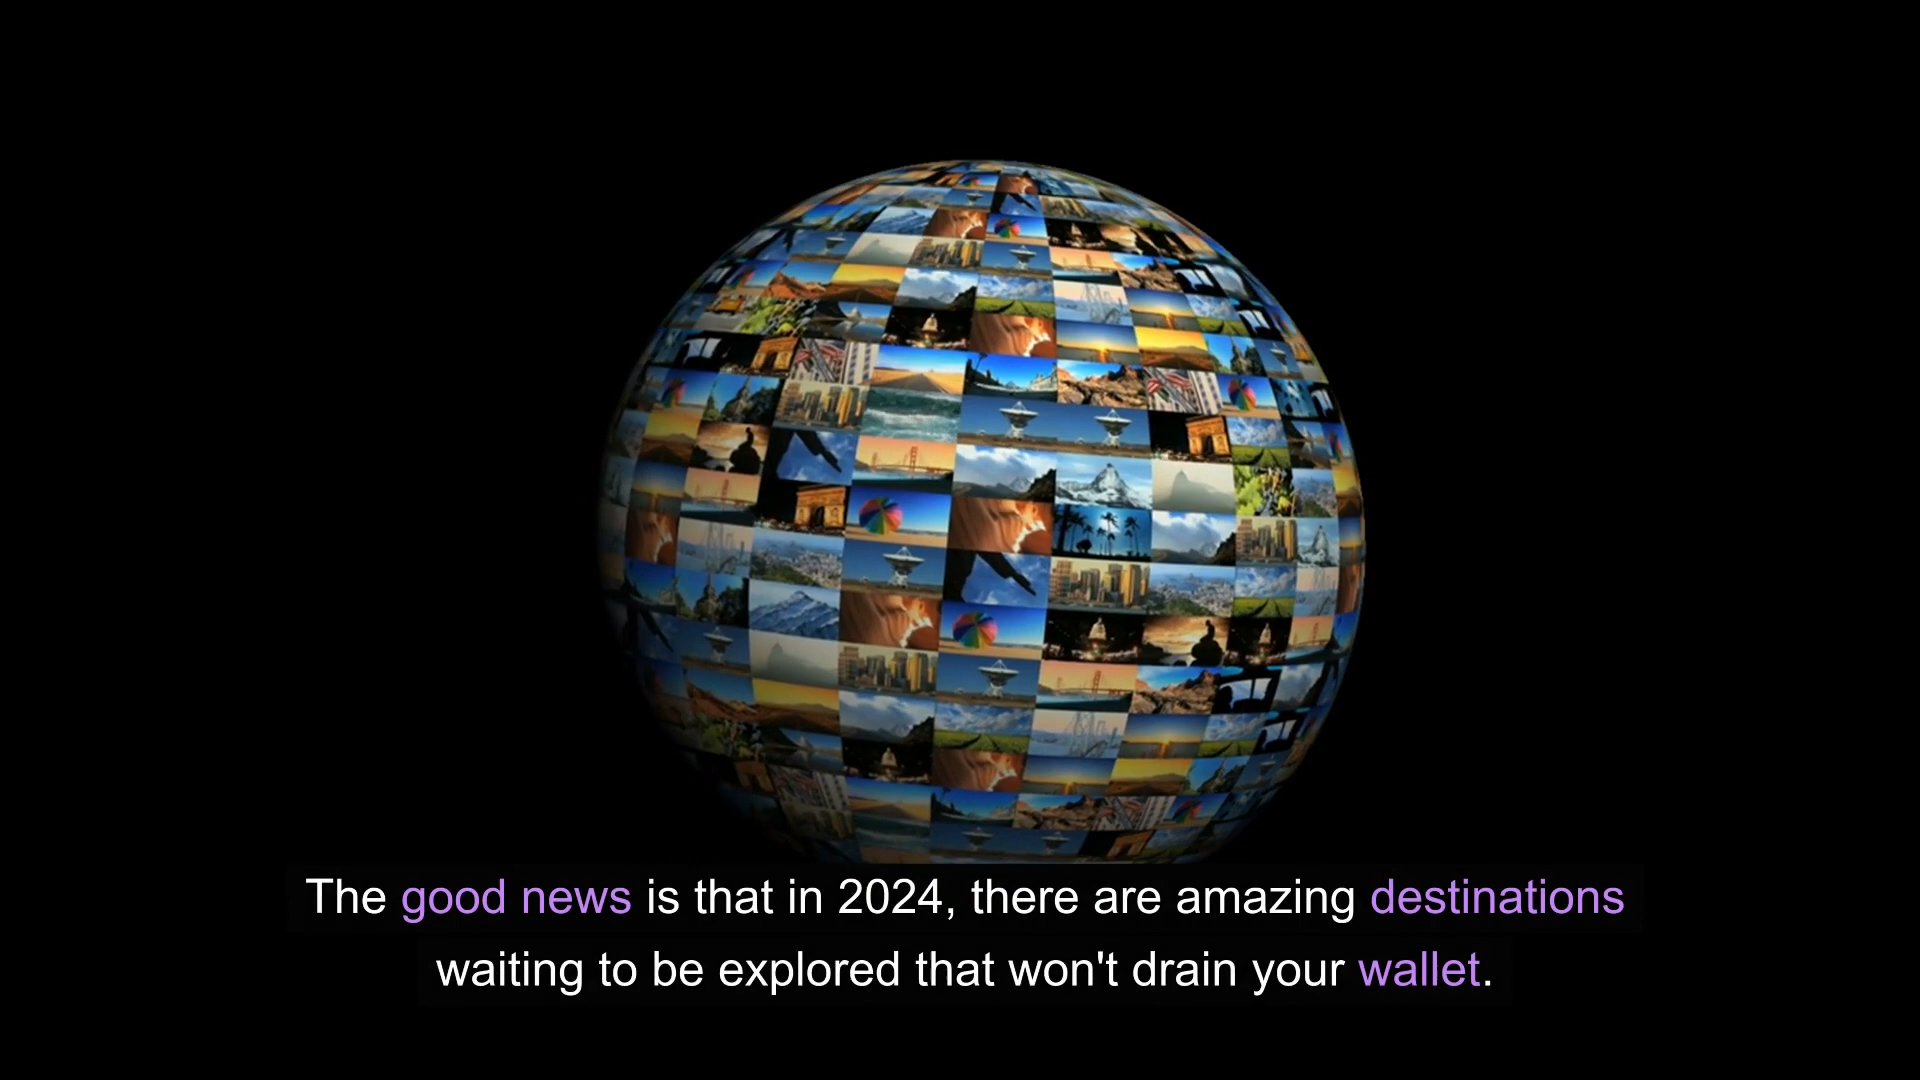 The good news is that in 2024, there are amazing destinations
waiting to be explored that won't drain your wallet.